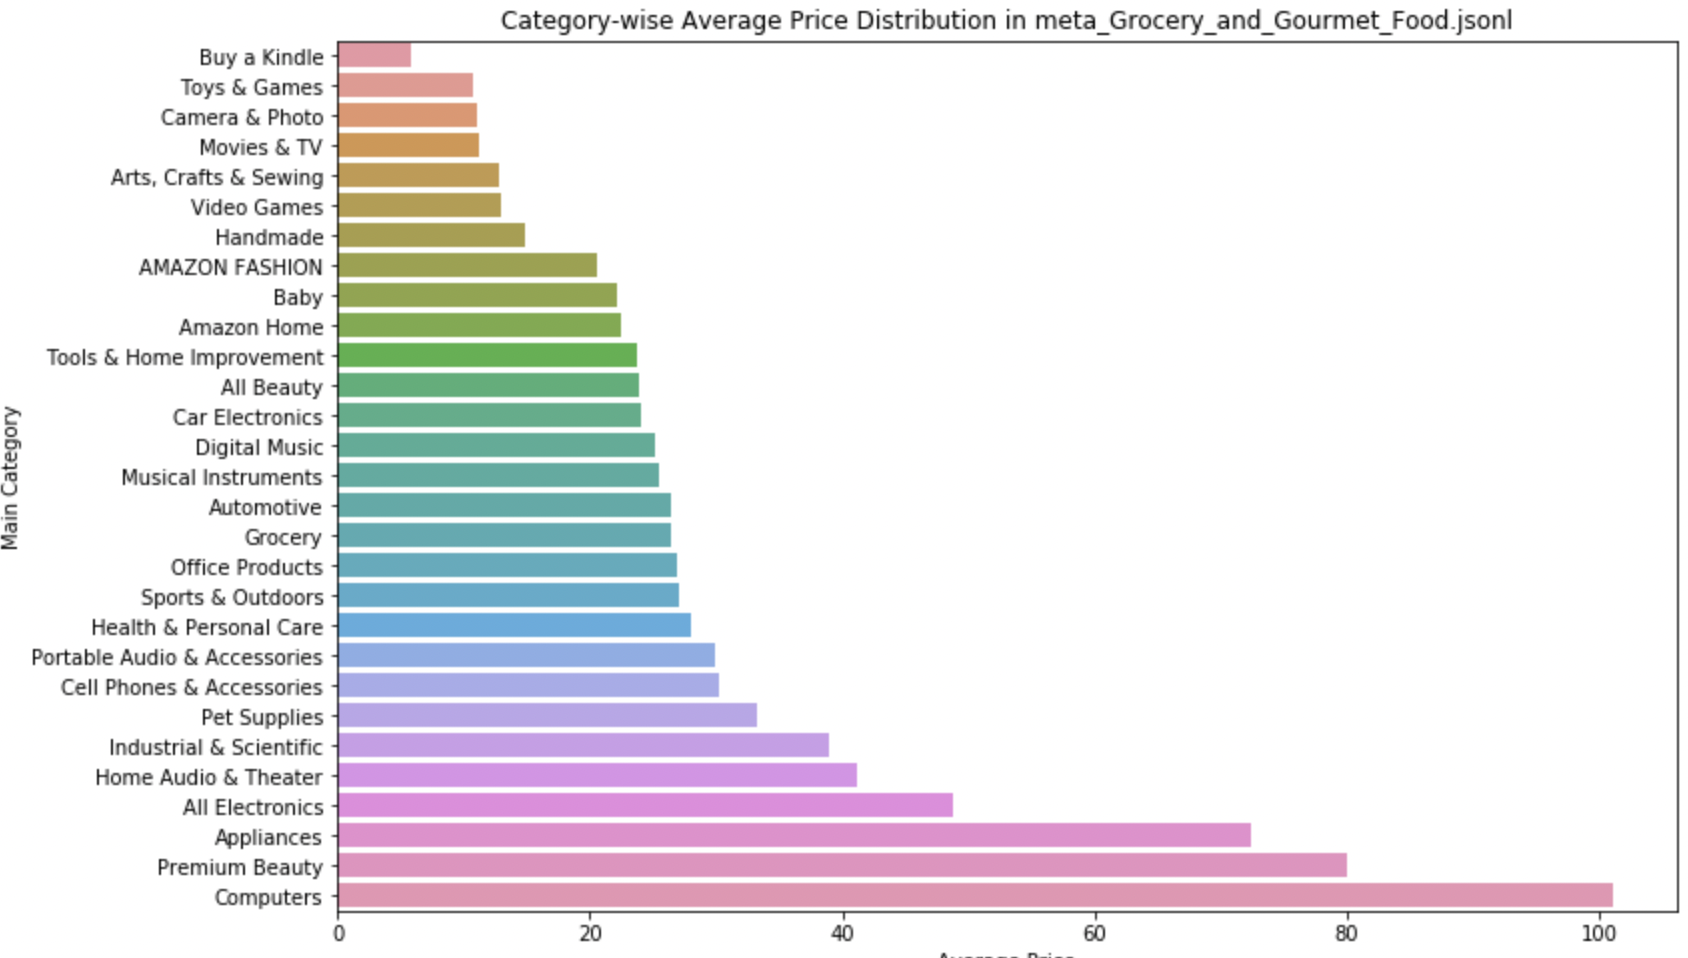 Category-wise Average Price Distribution in meta_Grocery_and_Gourmet_Food.jsonl
Main Category
Buy a Kindle
Toys & Games
Camera & Photo
Movies & TV
Arts, Crafts & Sewing
Video Games
Handmade
AMAZON FASHION
Baby
Amazon Home
Tools & Home Improvement
All Beauty
Car Electronics
Digital Music
Musical Instruments
Automotive
Grocery
Office Products
Sports & Outdoors
Health & Personal Care
Portable Audio & Accessories
Cell Phones & Accessories
Pet Supplies
Industrial & Scientific
Home Audio & Theater
All Electronics
Appliances
Premium Beauty
Computers
0 20 40 60 80 100
Average Price